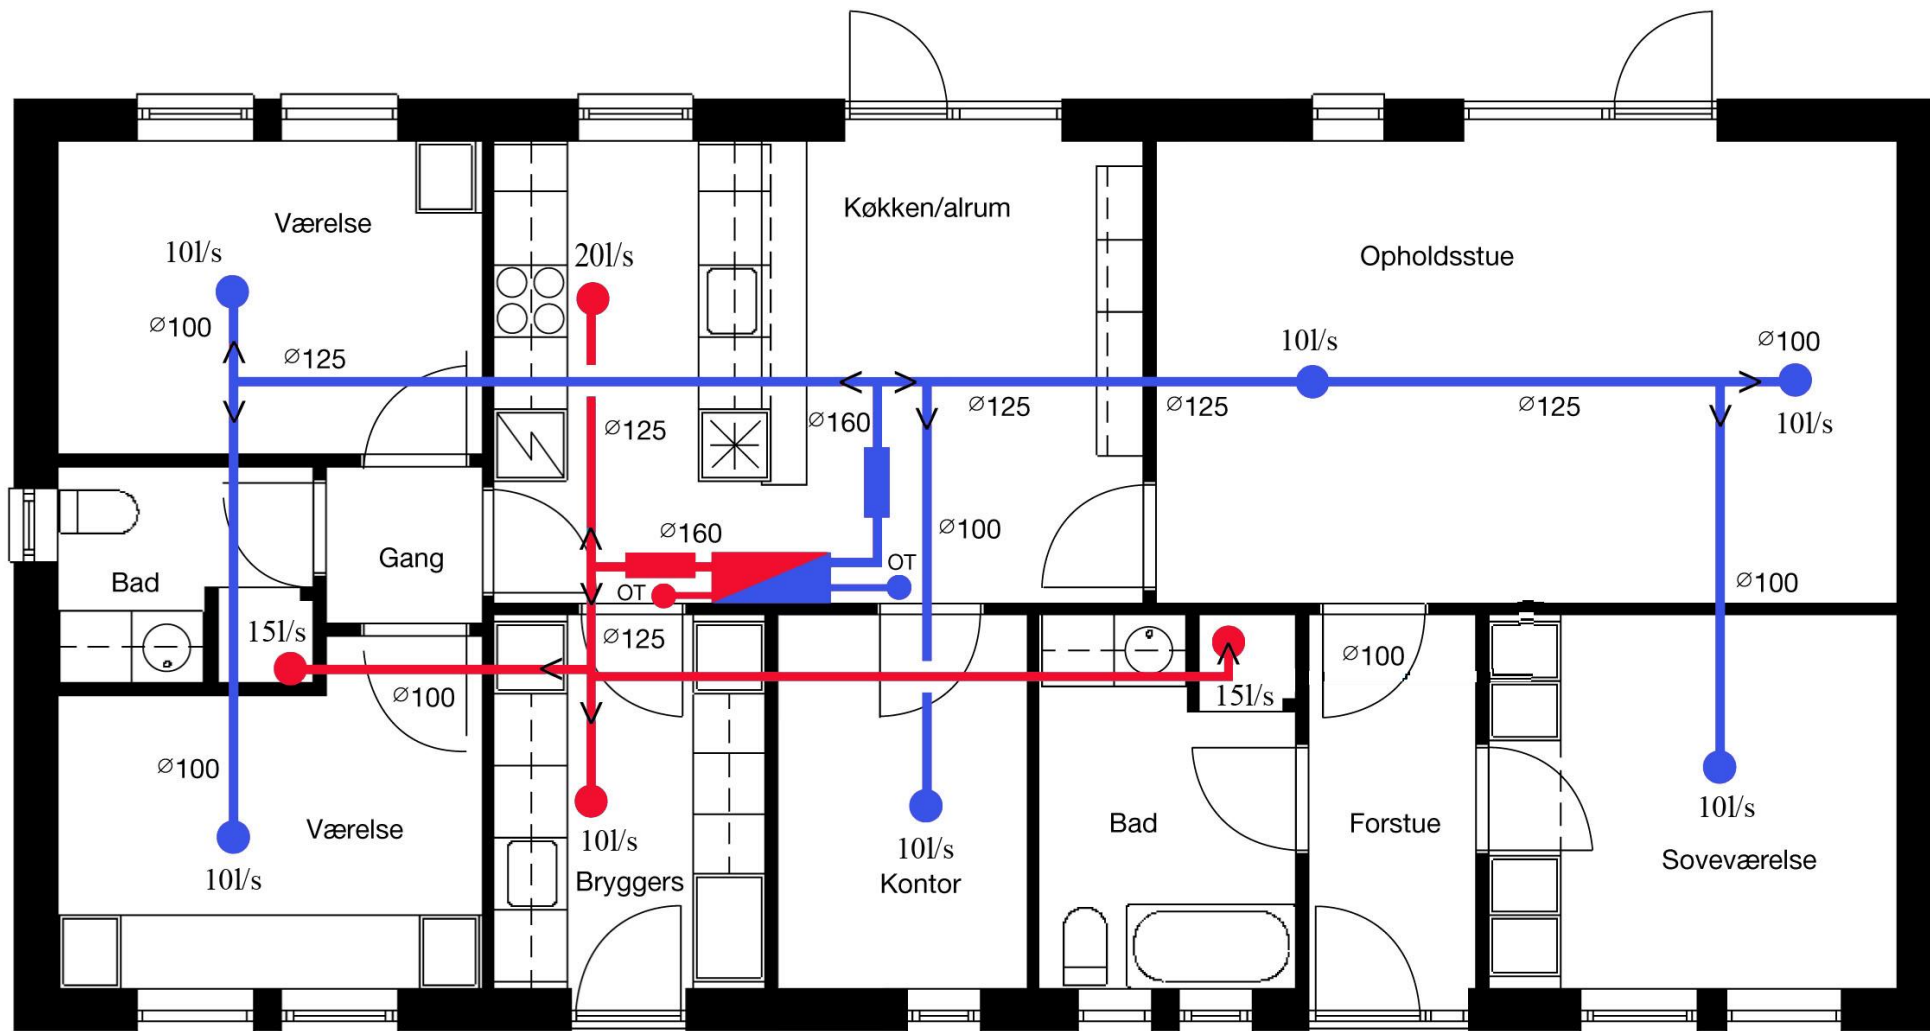 Værelse
Køkken/alrum
10l/s
20l/s
Opholdsstue
⌀100
⌀125
10l/s
⌀100
⌀125
⌀160
⌀125
⌀125
⌀125
10l/s
⌀160
⌀100
Gang
OT
OT
Bad
⌀100
15l/s
⌀125
⌀100
⌀100
15l/s
⌀100
Værelse
10l/s
10l/s
10l/s
10l/s
Bryggers
Kontor
Bad
Forstue
Soveværelse